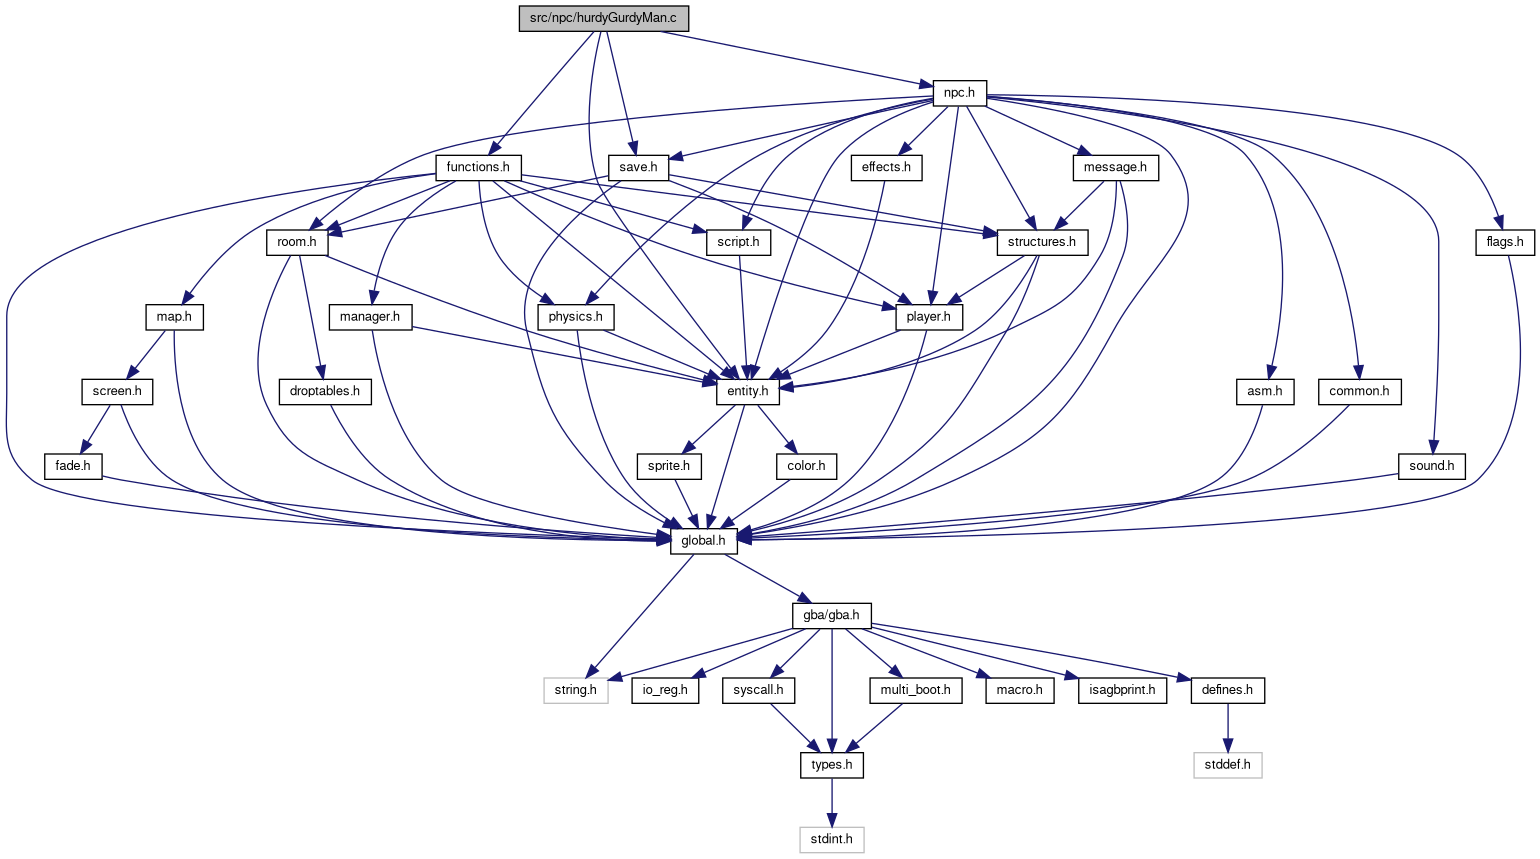 src/npc/hurdyGurdyMan.c
npc.h
functions.h
save.h
effects.h
message.h
room.h
script.h
structures.h
flags.h
map.h
manager.h
physics.h
player.h
screen.h
droptables.h
entity.h
asm.h
common.h
fade.h
sprite.h
color.h
sound.h
global.h
gba/gba.h
string.h
io_reg.h
syscall.h
multi_boot.h
macro.h
isagbprint.h
defines.h
types.h
stddef.h
stdint.h